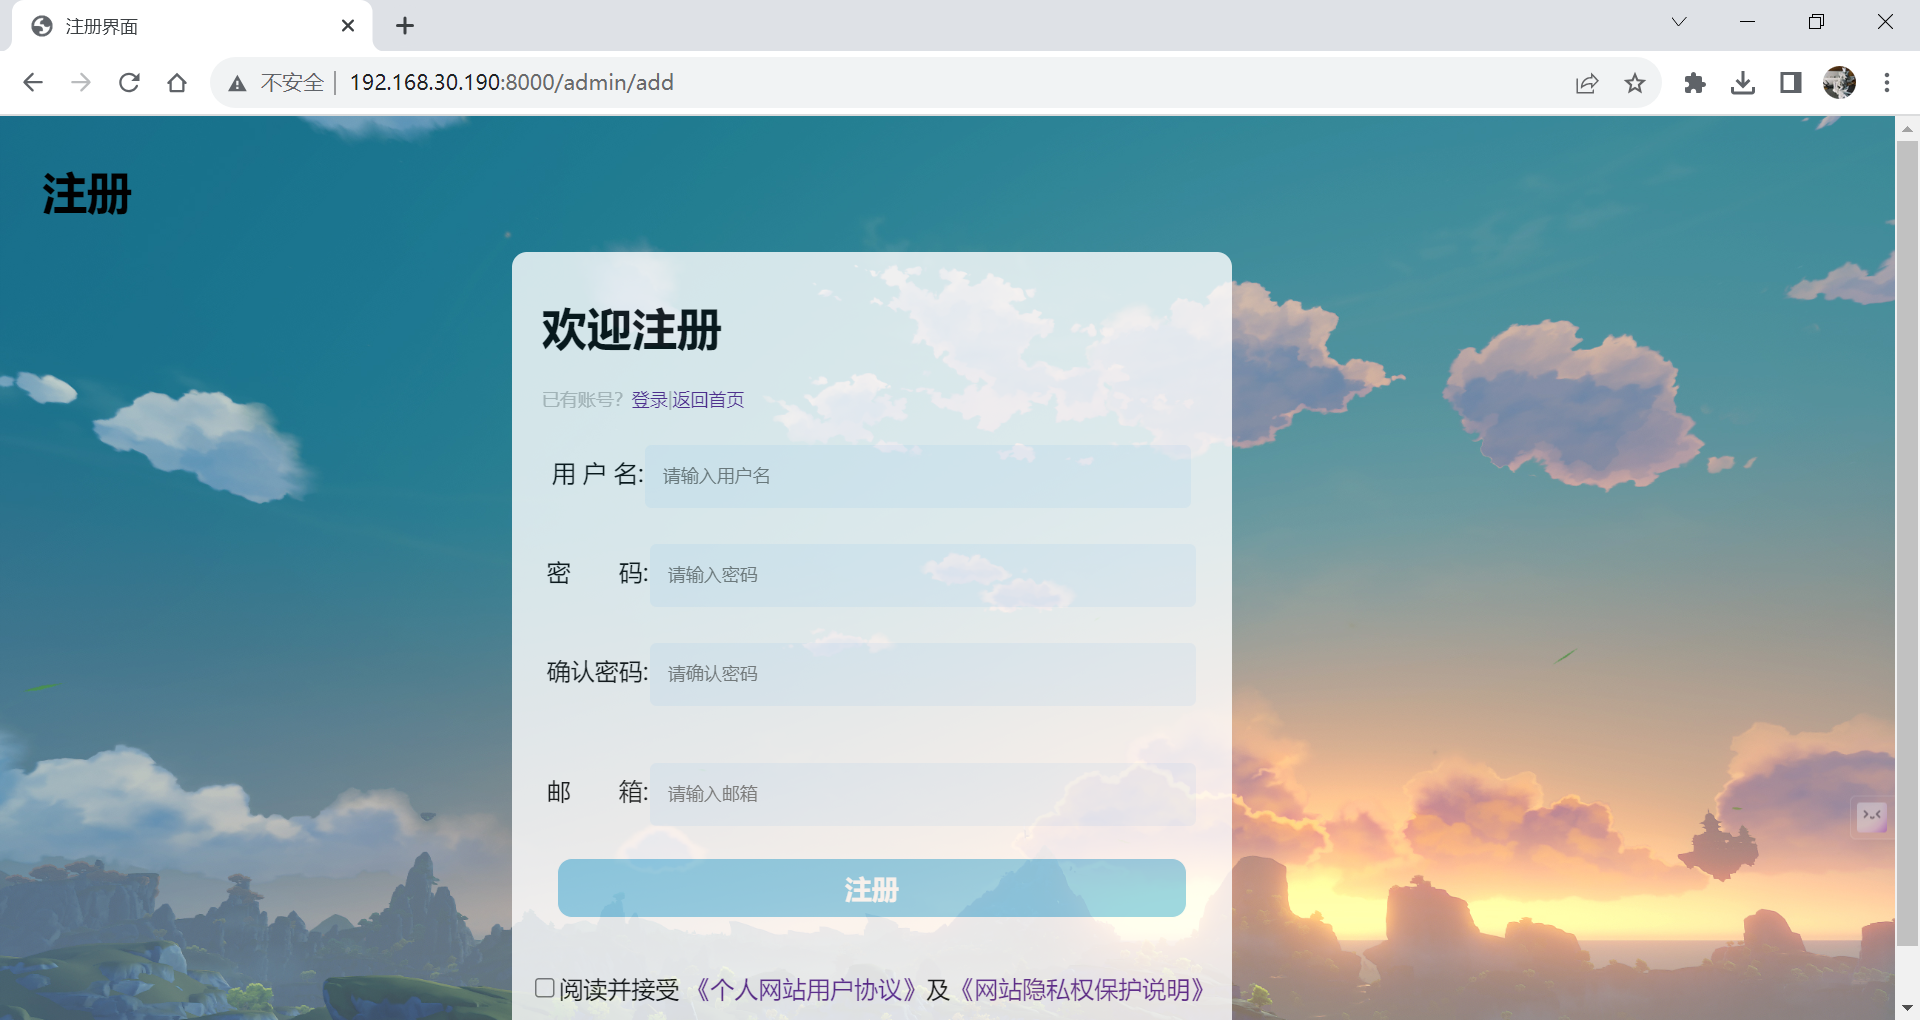 注册界面
不安全 | 192.168.30.190:8000/admin/add
注册
欢迎注册
已有账号? 登录|返回首页
用 户 名: 请输入用户名
密 码: 请输入密码
确认密码: 请确认密码
邮 箱: 请输入邮箱
注册
阅读并接受 《个人网站用户协议》及《网站隐私权保护说明》